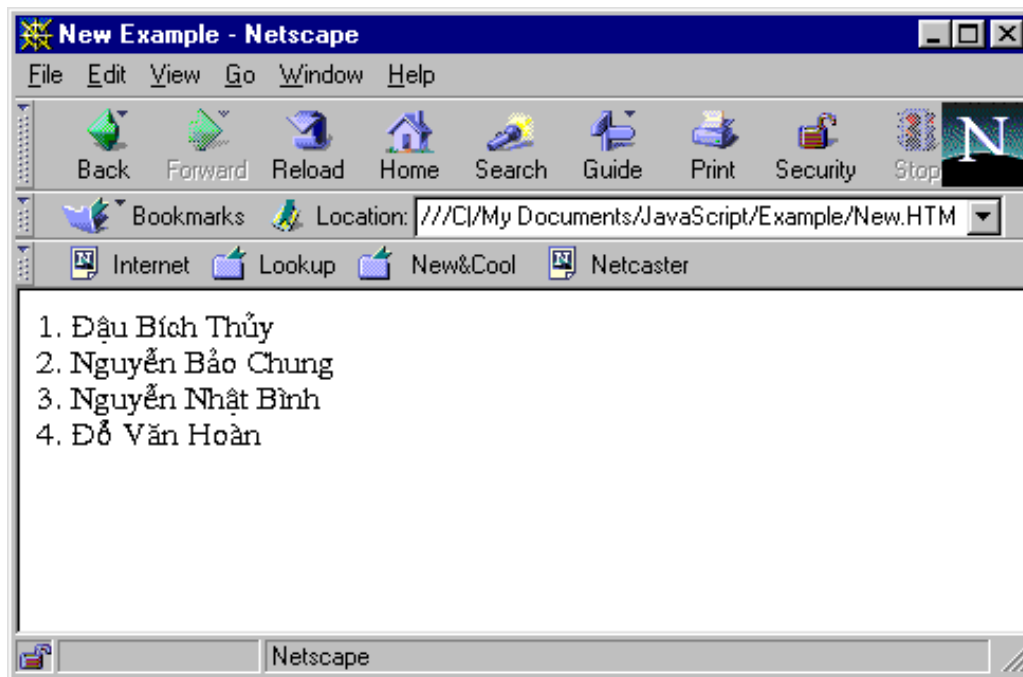 New Example - Netscape
File Edit View Go Window Help
N
Back Forward Reload Home Search Guide Print Security Stop
Bookmarks Location: ///C|/My Documents/JavaScript/Example/New.HTM
Internet Lookup New&Cool Netcaster
1. Đậu Bích Thủy
2. Nguyễn Bảo Chung
3. Nguyễn Nhật Bình
4. Đỗ Văn Hoàn
Netscape